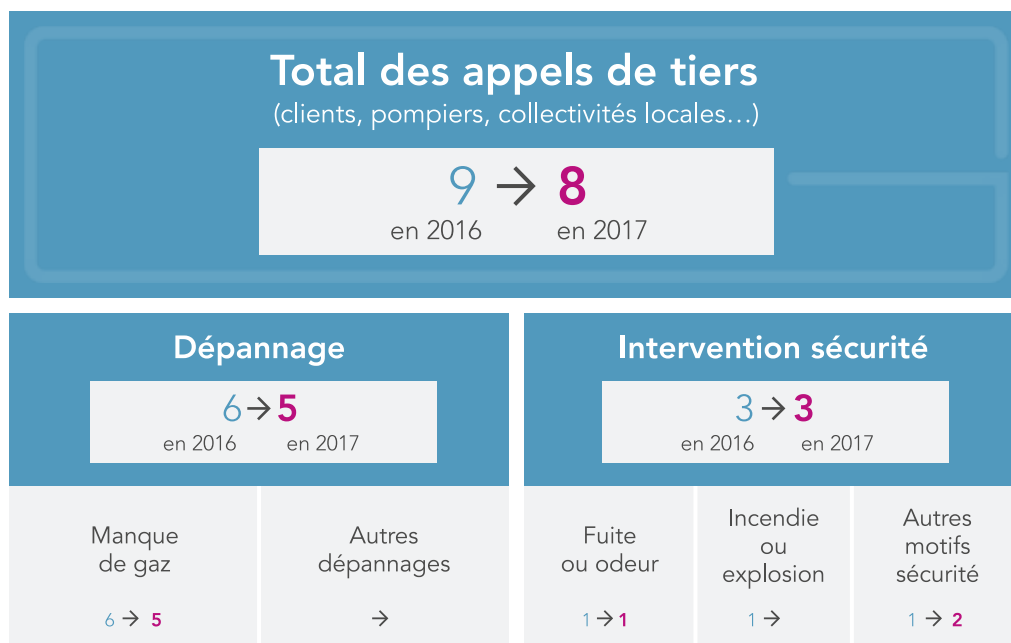 Total des appels de tiers
(clients, pompiers, collectivités locales…)
9 → 8
en 2016 en 2017
Dépannage
6 → 5
en 2016 en 2017
Manque
de gaz
6 → 5
Autres
dépannages
→
Intervention sécurité
3 → 3
en 2016 en 2017
Fuite
ou odeur
1 → 1
Incendie
ou
explosion
1 →
Autres
motifs
sécurité
1 → 2